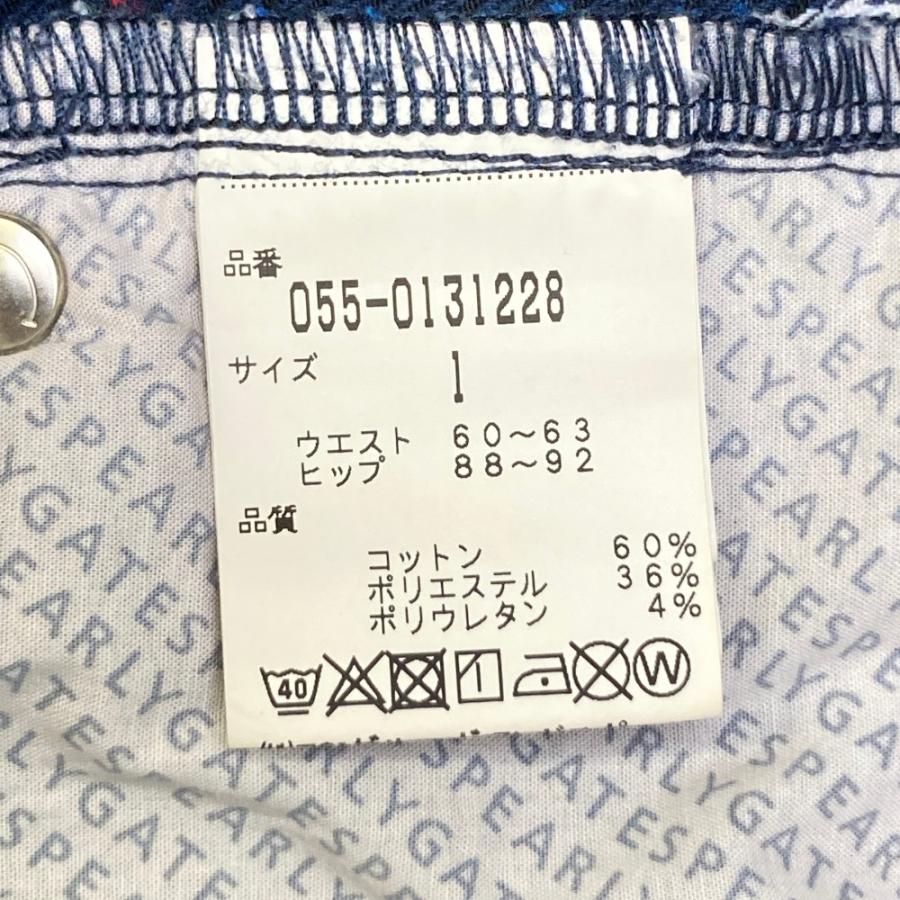 品番
055-0131228
サイズ 1
ウエスト 60～63
ヒップ 88～92
品質
コットン 60%
ポリエステル 36%
ポリウレタン 4%
40 W
PEARLYGATES